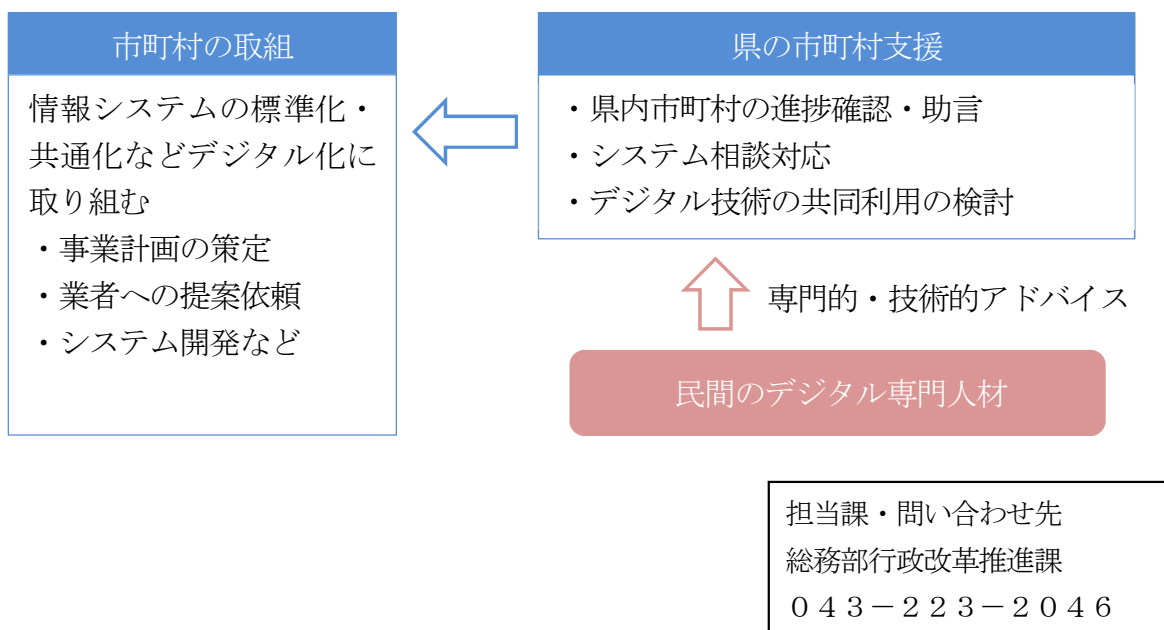 市町村の取組
情報システムの標準化・
共通化などデジタル化に
取り組む
・事業計画の策定
・業者への提案依頼
・システム開発など
県の市町村支援
・県内市町村の進捗確認・助言
・システム相談対応
・デジタル技術の共同利用の検討
専門的・技術的アドバイス
民間のデジタル専門人材
担当課・問い合わせ先
総務部行政改革推進課
０４３－２２３－２０４６